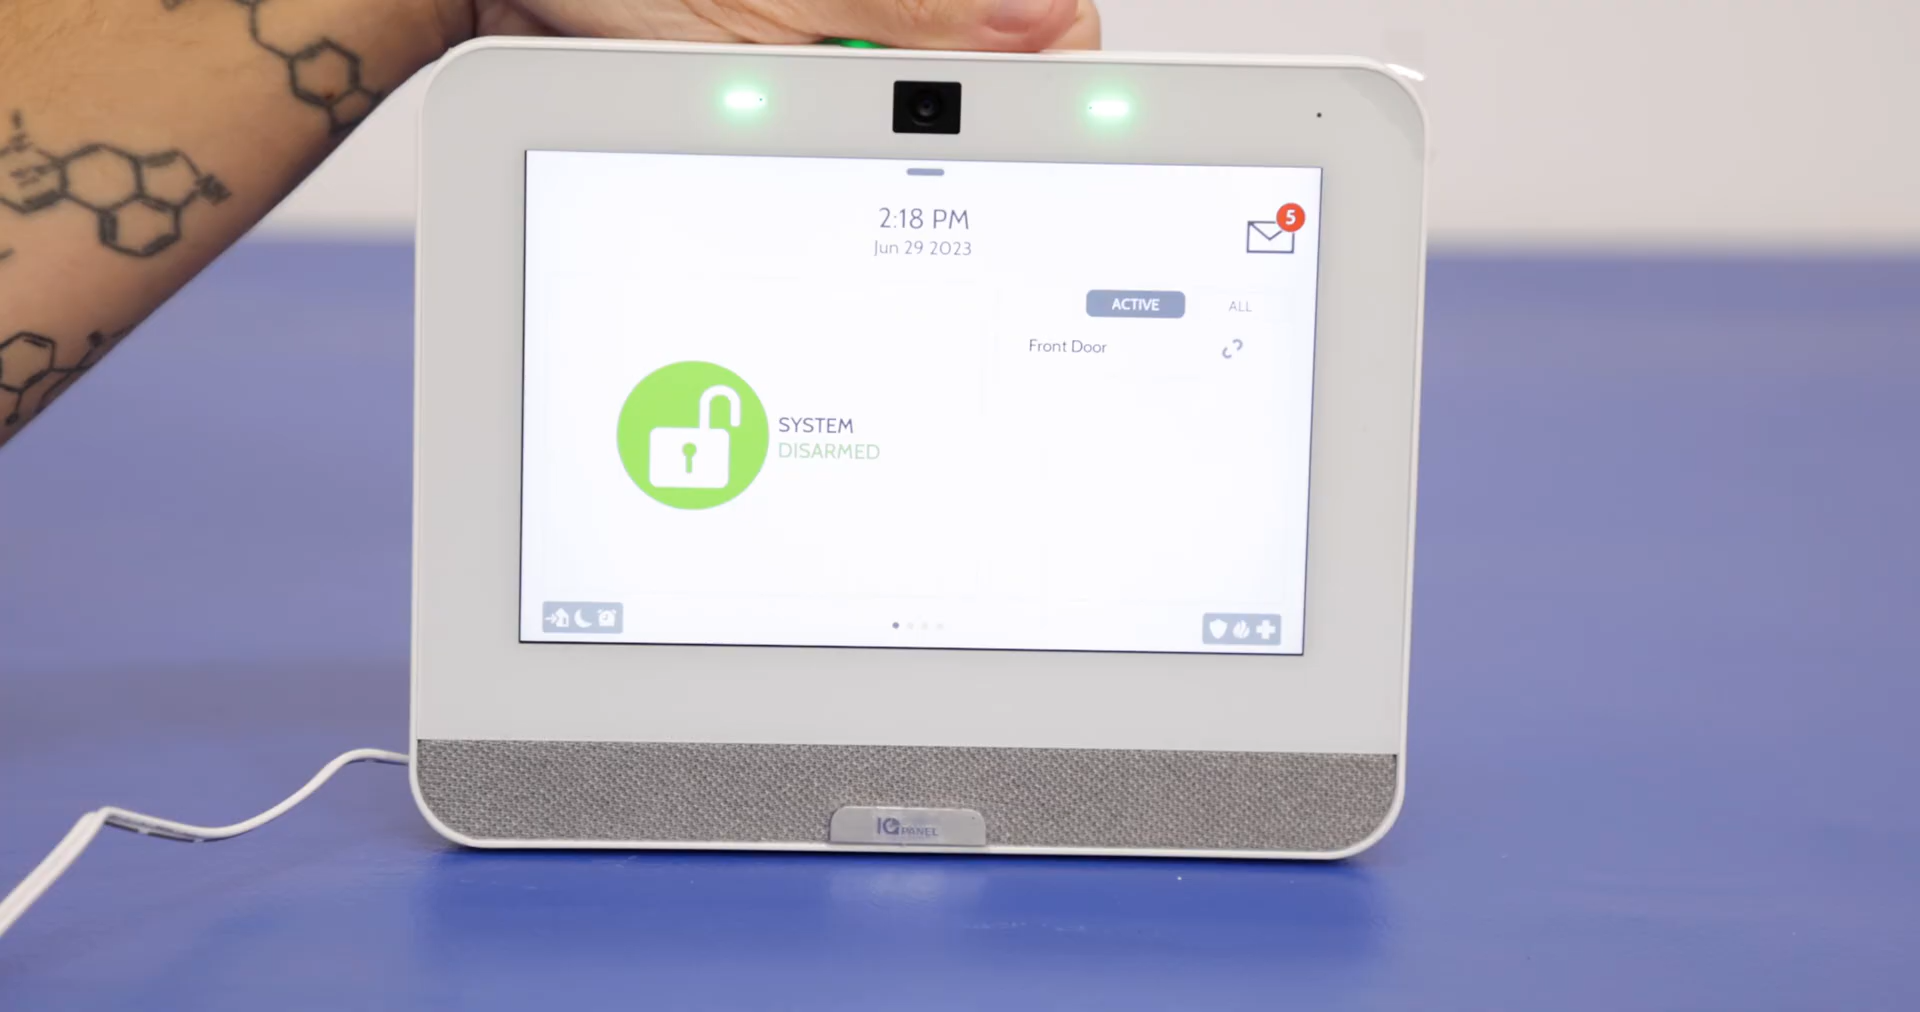 2:18 PM
Jun 29 2023
5
ACTIVE
ALL
Front Door
SYSTEM
DISARMED
IQ PANEL